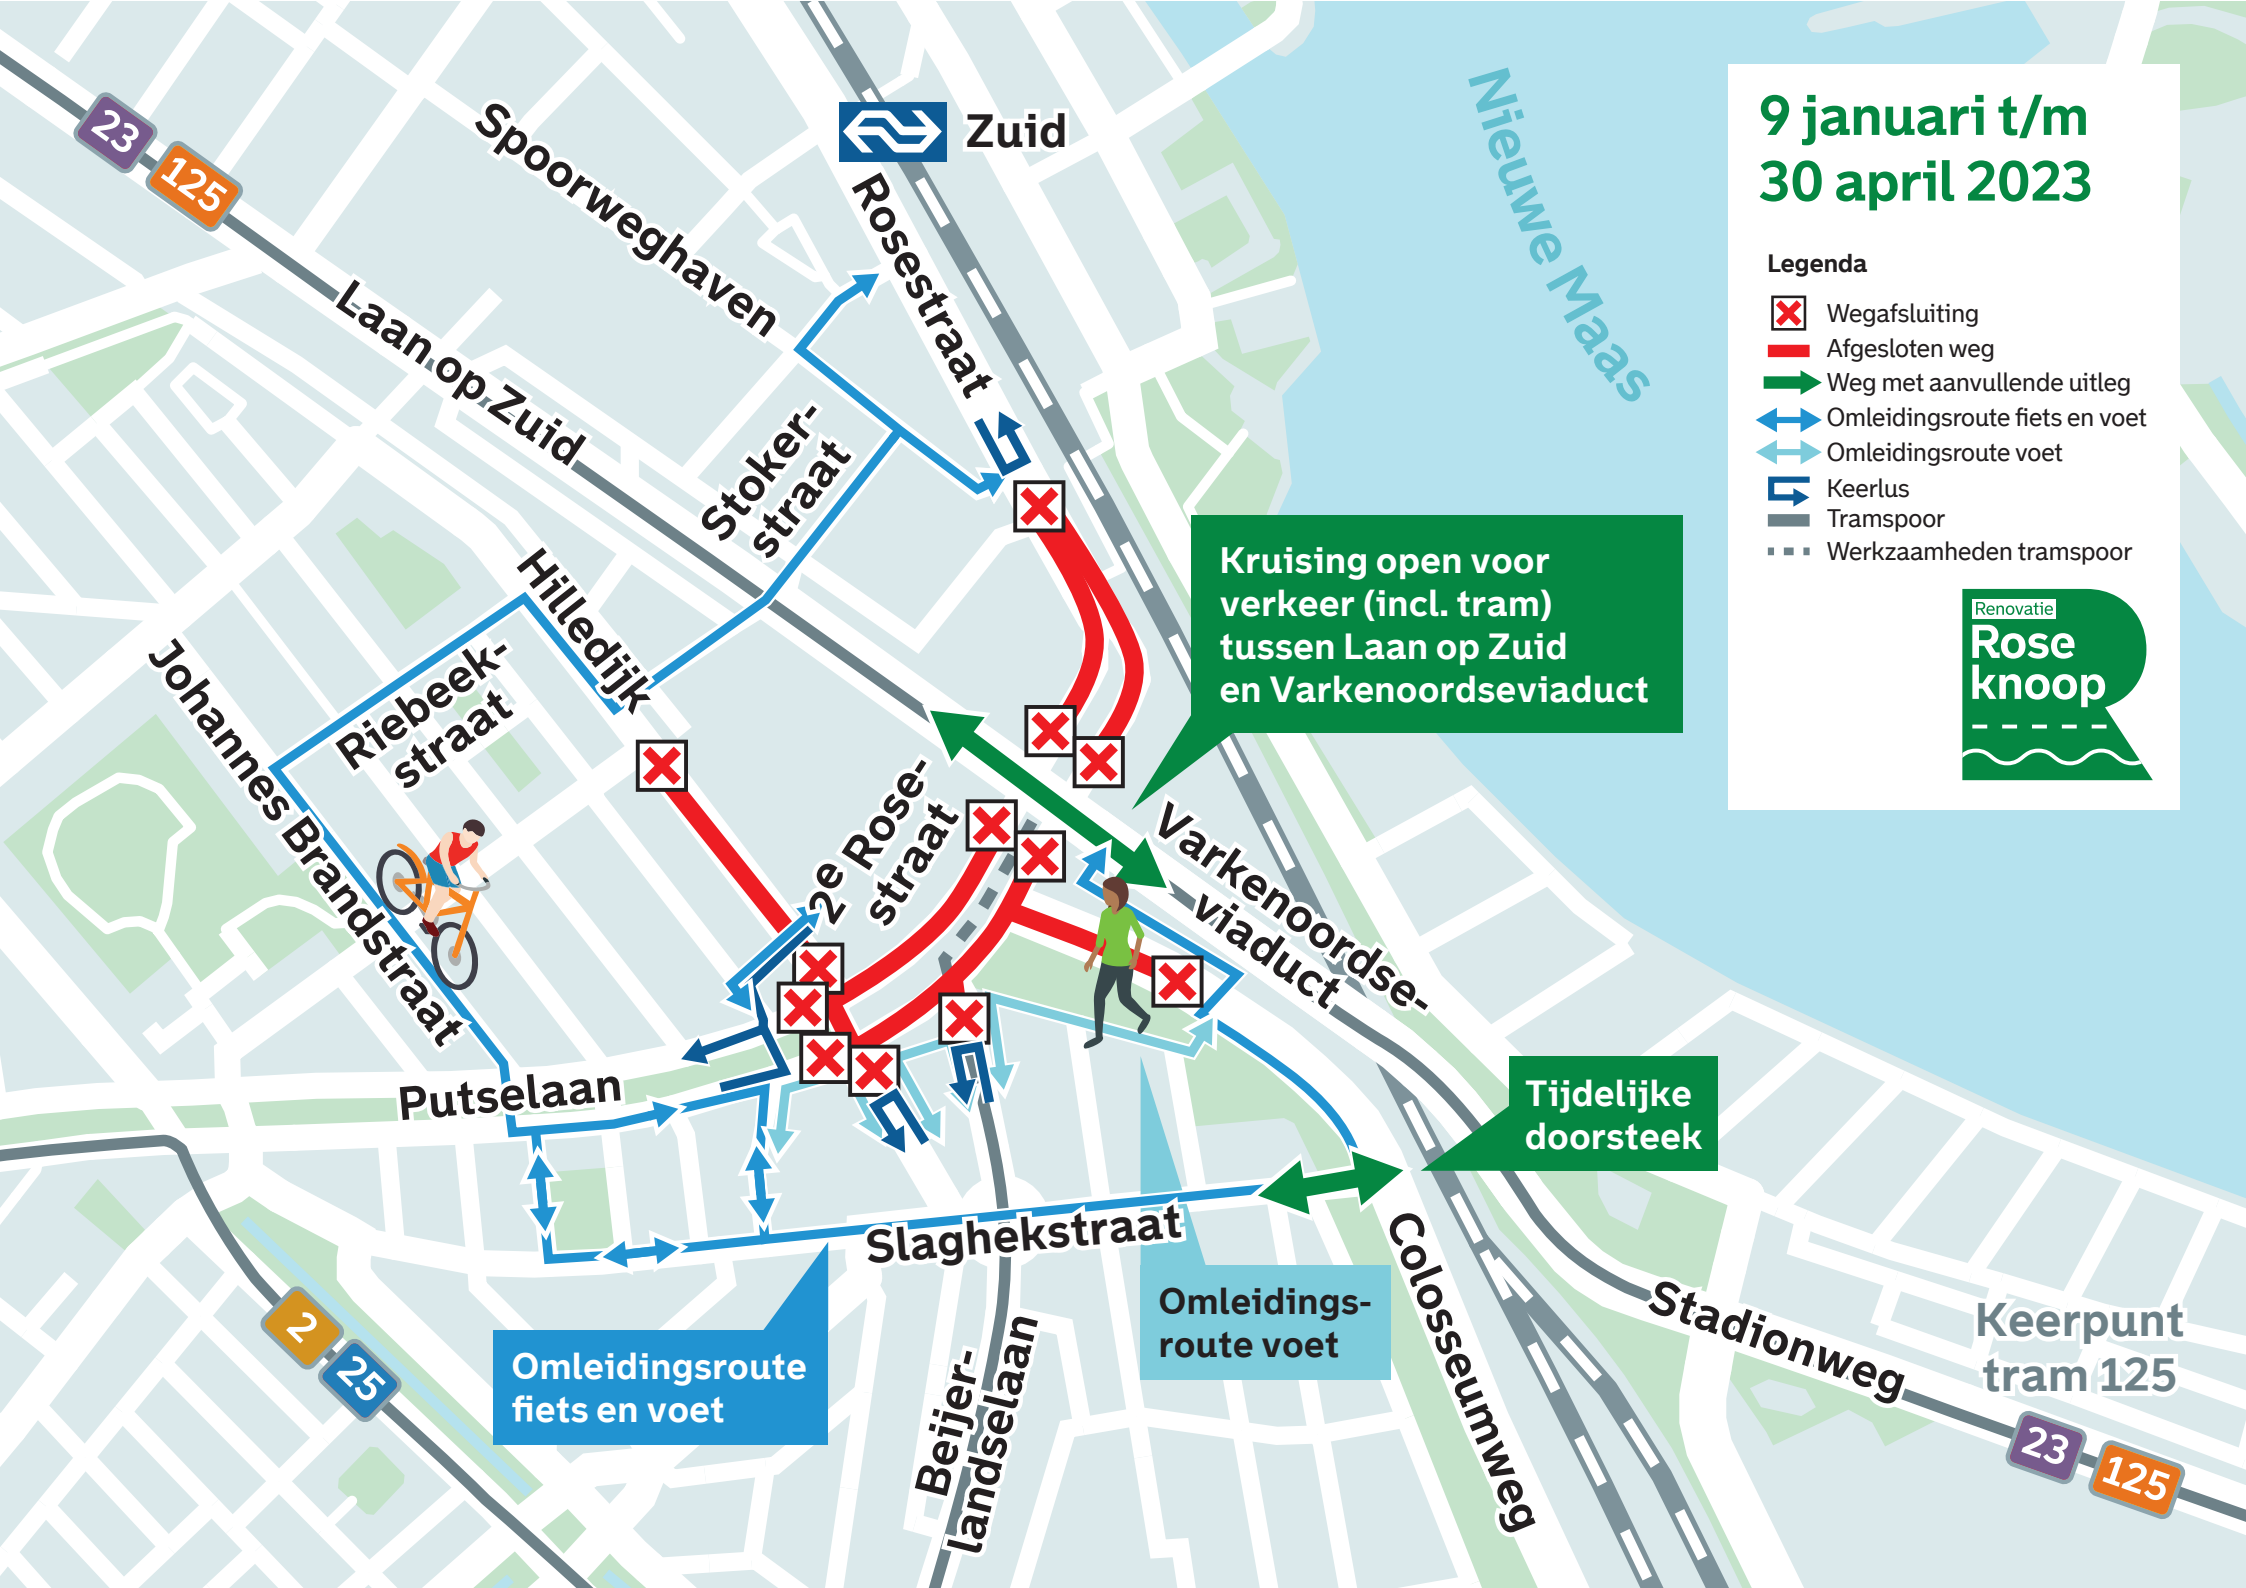 9 januari t/m
30 april 2023
Legenda
Wegafsluiting
Afgesloten weg
Weg met aanvullende uitleg
Omleidingsroute fiets en voet
Omleidingsroute voet
Keerlus
Tramspoor
Werkzaamheden tramspoor
Renovatie
Rose
knoop
Nieuwe Maas
Zuid
23
125
Spoorweghaven
Rosestraat
Laan op Zuid
Stoker-
straat
Kruising open voor
verkeer (incl. tram)
tussen Laan op Zuid
en Varkenoordseviaduct
Hilledijk
Riebeek-
straat
Johannes Brandstraat
2e Rose-
straat
Varkenoordse-
viaduct
Putselaan
Tijdelijke
doorsteek
Slaghekstraat
Omleidings-
route voet
Omleidingsroute
fiets en voet
2
25
Beijer-
landselaan
Colosseumweg
Stadionweg
Keerpunt
tram 125
23
125